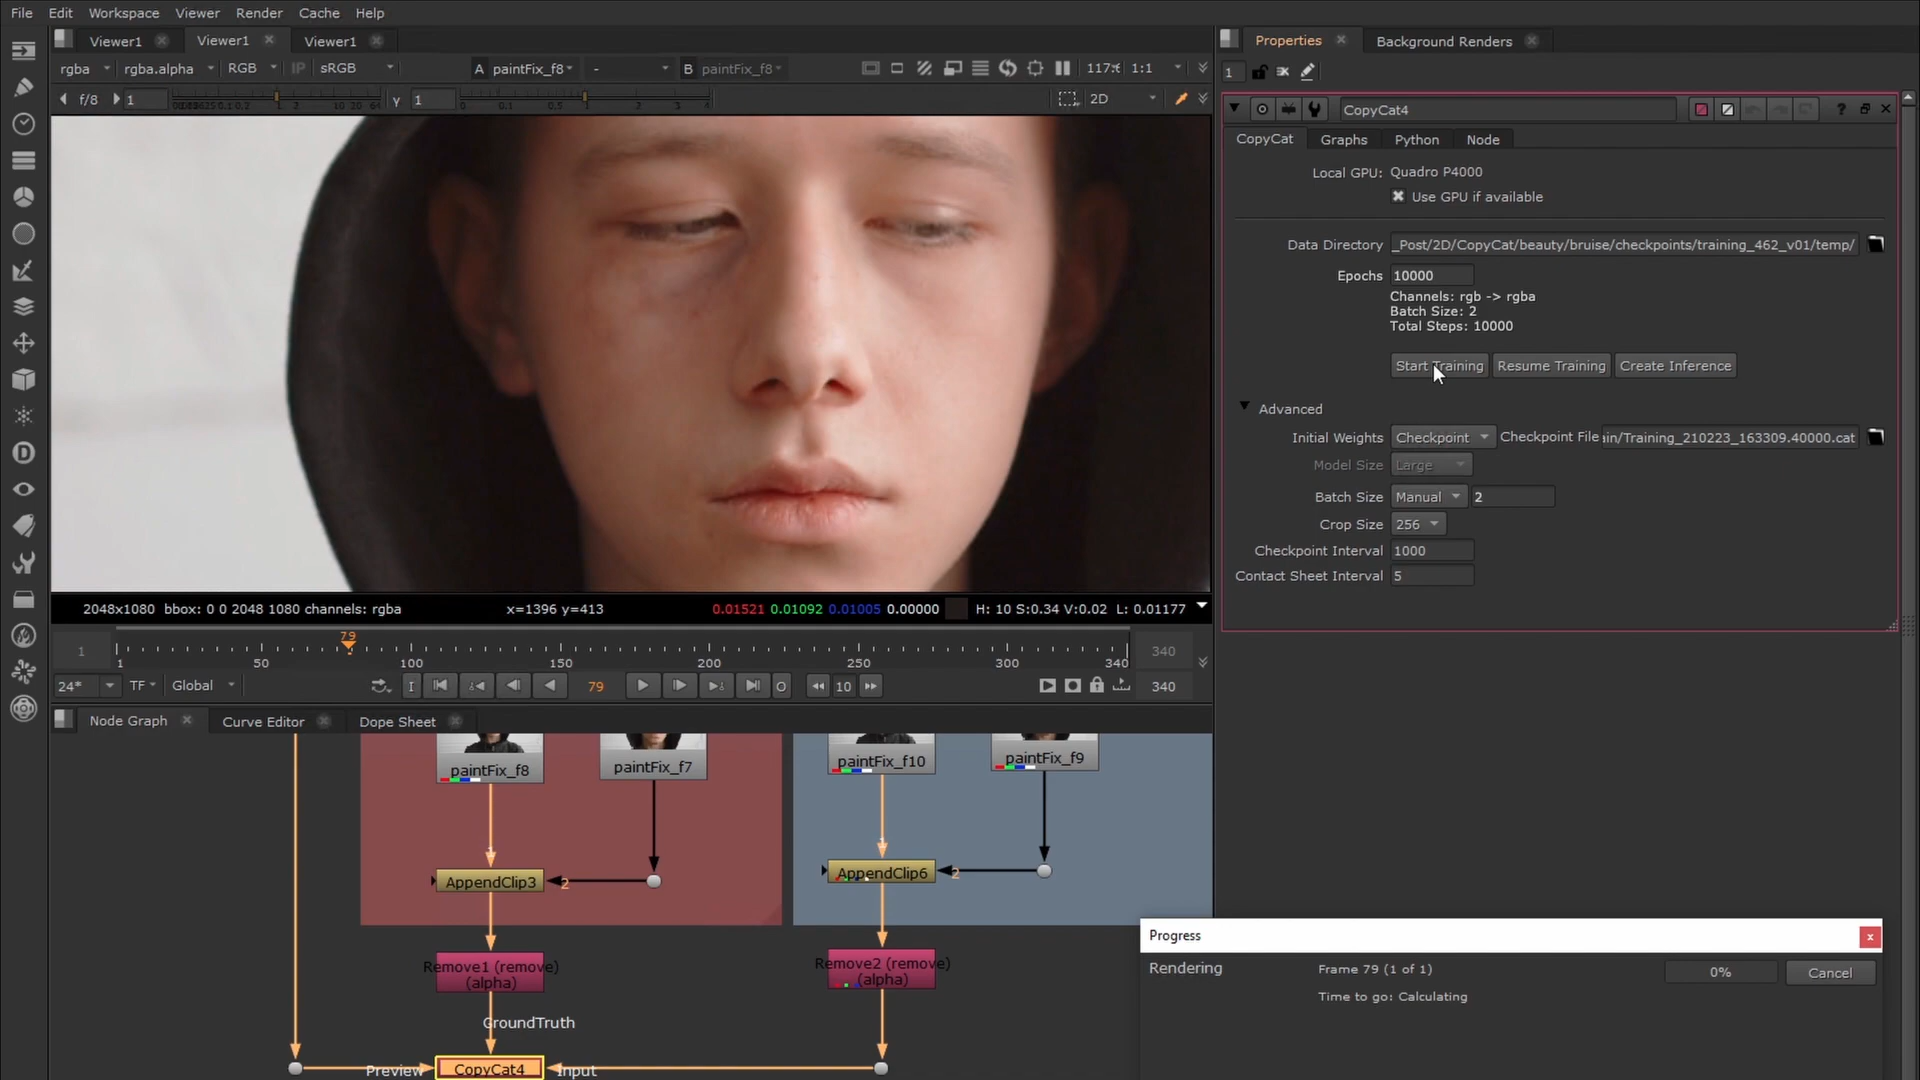 File Edit Workspace Viewer Render Cache Help
Viewer1 Viewer1 Viewer1
rgba rgba.alpha RGB IP sRGB A paintFix_f8 - B paintFix_f8 1:1
f/8 1 Y 1 2D
2048x1080 bbox: 0 0 2048 1080 channels: rgba x=1396 y=413 0.01521 0.01092 0.01005 0.00000 H: 10 S:0.34 V:0.02 L: 0.01177
79
1 340
1 50 100 150 200 250 300 340
24* TF Global I 79 O 10 340
Node Graph Curve Editor Dope Sheet
paintFix_f8 paintFix_f7 paintFix_f10 paintFix_f9
1 1
AppendClip3 2 AppendClip6 2
Remove1 (remove)
(alpha)
Remove2 (remove)
(alpha)
GroundTruth
Preview CopyCat4 Input
Properties Background Renders
1
CopyCat4 ?
CopyCat Graphs Python Node
Local GPU: Quadro P4000
Use GPU if available
Data Directory _Post/2D/CopyCat/beauty/bruise/checkpoints/training_462_v01/temp/
Epochs 10000
Channels: rgb -> rgba
Batch Size: 2
Total Steps: 10000
Start Training Resume Training Create Inference
Advanced
Initial Weights Checkpoint Checkpoint File in/Training_210223_163309.40000.cat
Model Size Large
Batch Size Manual 2
Crop Size 256
Checkpoint Interval 1000
Contact Sheet Interval 5
Progress
Rendering Frame 79 (1 of 1) 0% Cancel
Time to go: Calculating